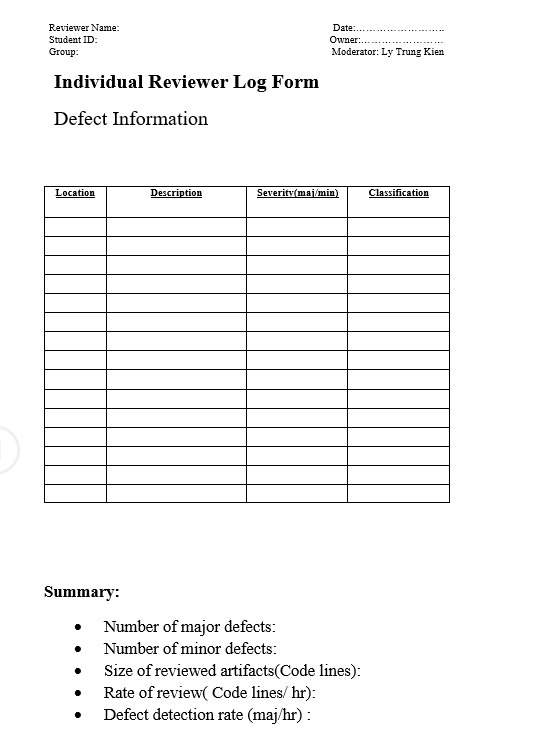 Reviewer Name: Date:……………………..
Student ID: Owner:……………………
Group: Moderator: Ly Trung Kien
Individual Reviewer Log Form
Defect Information
Location Description Severity(maj/min) Classification
Summary:
• Number of major defects:
• Number of minor defects:
• Size of reviewed artifacts(Code lines):
• Rate of review( Code lines/ hr):
• Defect detection rate (maj/hr) :